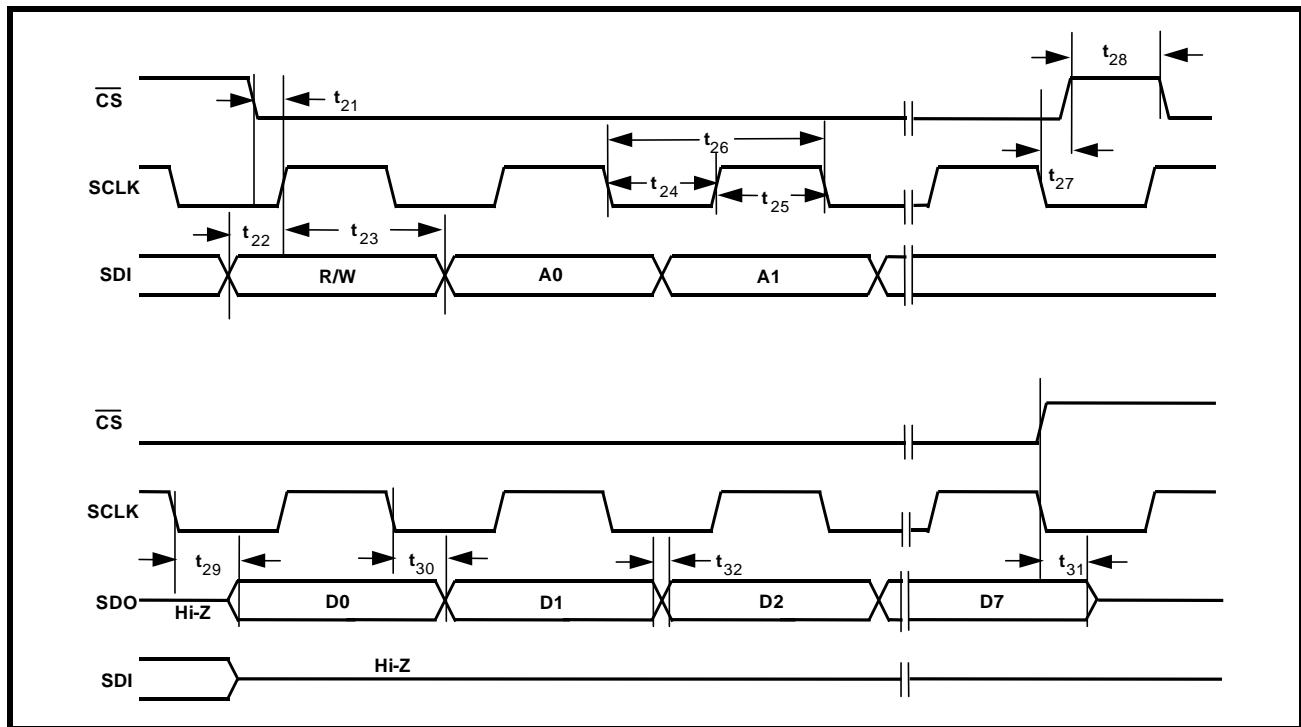 t28
CS
t21
t26
SCLK
t24
t25
t27
t22
t23
SDI
R/W
A0
A1
CS
SCLK
t29
t30
t32
t31
SDO
Hi-Z
D0
D1
D2
D7
SDI
Hi-Z